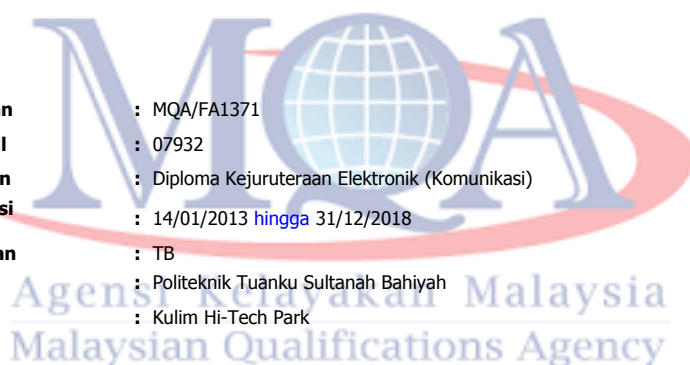 MQA
an : MQA/FA1371
l : 07932
n : Diploma Kejuruteraan Elektronik (Komunikasi)
si : 14/01/2013 hingga 31/12/2018
an : TB
: Politeknik Tuanku Sultanah Bahiyah
: Kulim Hi-Tech Park
Agensi Kelayakan Malaysia
Malaysian Qualifications Agency